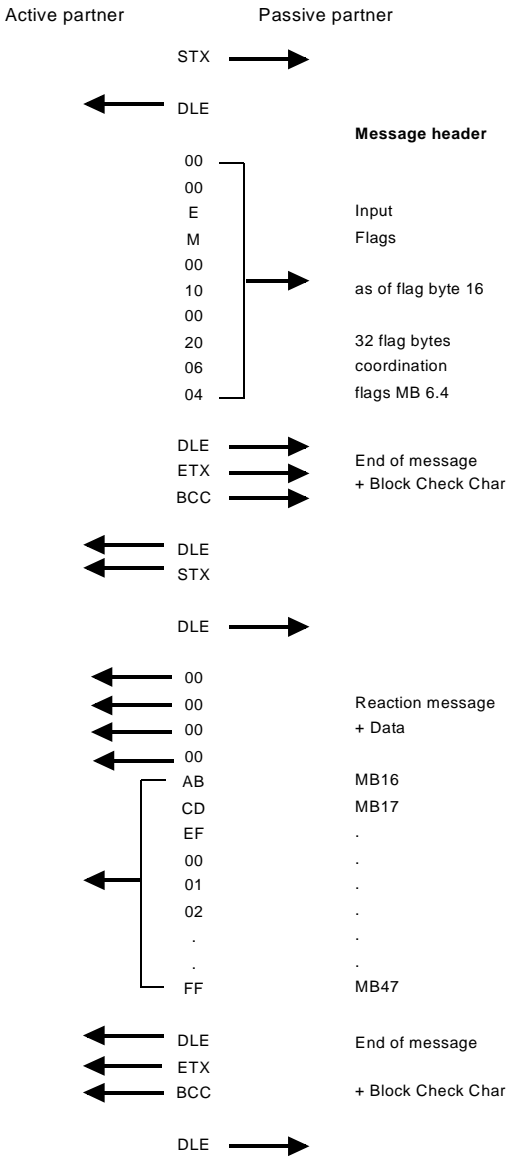 Active partner Passive partner
STX
DLE
Message header
00
00
E Input
M Flags
00
10 as of flag byte 16
00
20 32 flag bytes
06 coordination
04 flags MB 6.4
DLE
End of message
ETX
+ Block Check Char
BCC
DLE
STX
DLE
00
00 Reaction message
00 + Data
00
AB MB16
CD MB17
EF .
00 .
01 .
02 .
. .
. .
FF MB47
DLE End of message
ETX
BCC + Block Check Char
DLE